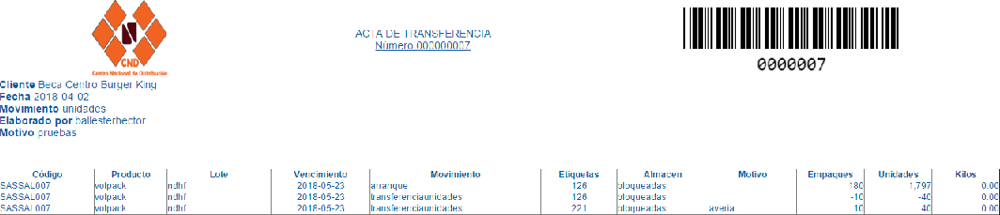 CND
Centro Nacional de Distribución
ACTA DE TRANSFERENCIA
Número 000000007
0000007
Cliente Beca Centro Burger King
Fecha 2018-04-02
Movimiento unidades
Elaborado por ballesterhector
Motivo pruebas
Código Producto Lote Vencimiento Movimiento Etiquetas Almacen Motivo Empaques Unidades Kilos
SASSAL007 volpack ndhf 2018-05-23 arranque 126 bloqueadas 180 1,797 0.00
SASSAL007 volpack ndhf 2018-05-23 transferenciaunidades 126 bloqueadas -10 -40 0.00
SASSAL007 volpack ndhf 2018-05-23 transferenciaunidades 221 bloqueadas averia 10 40 0.00